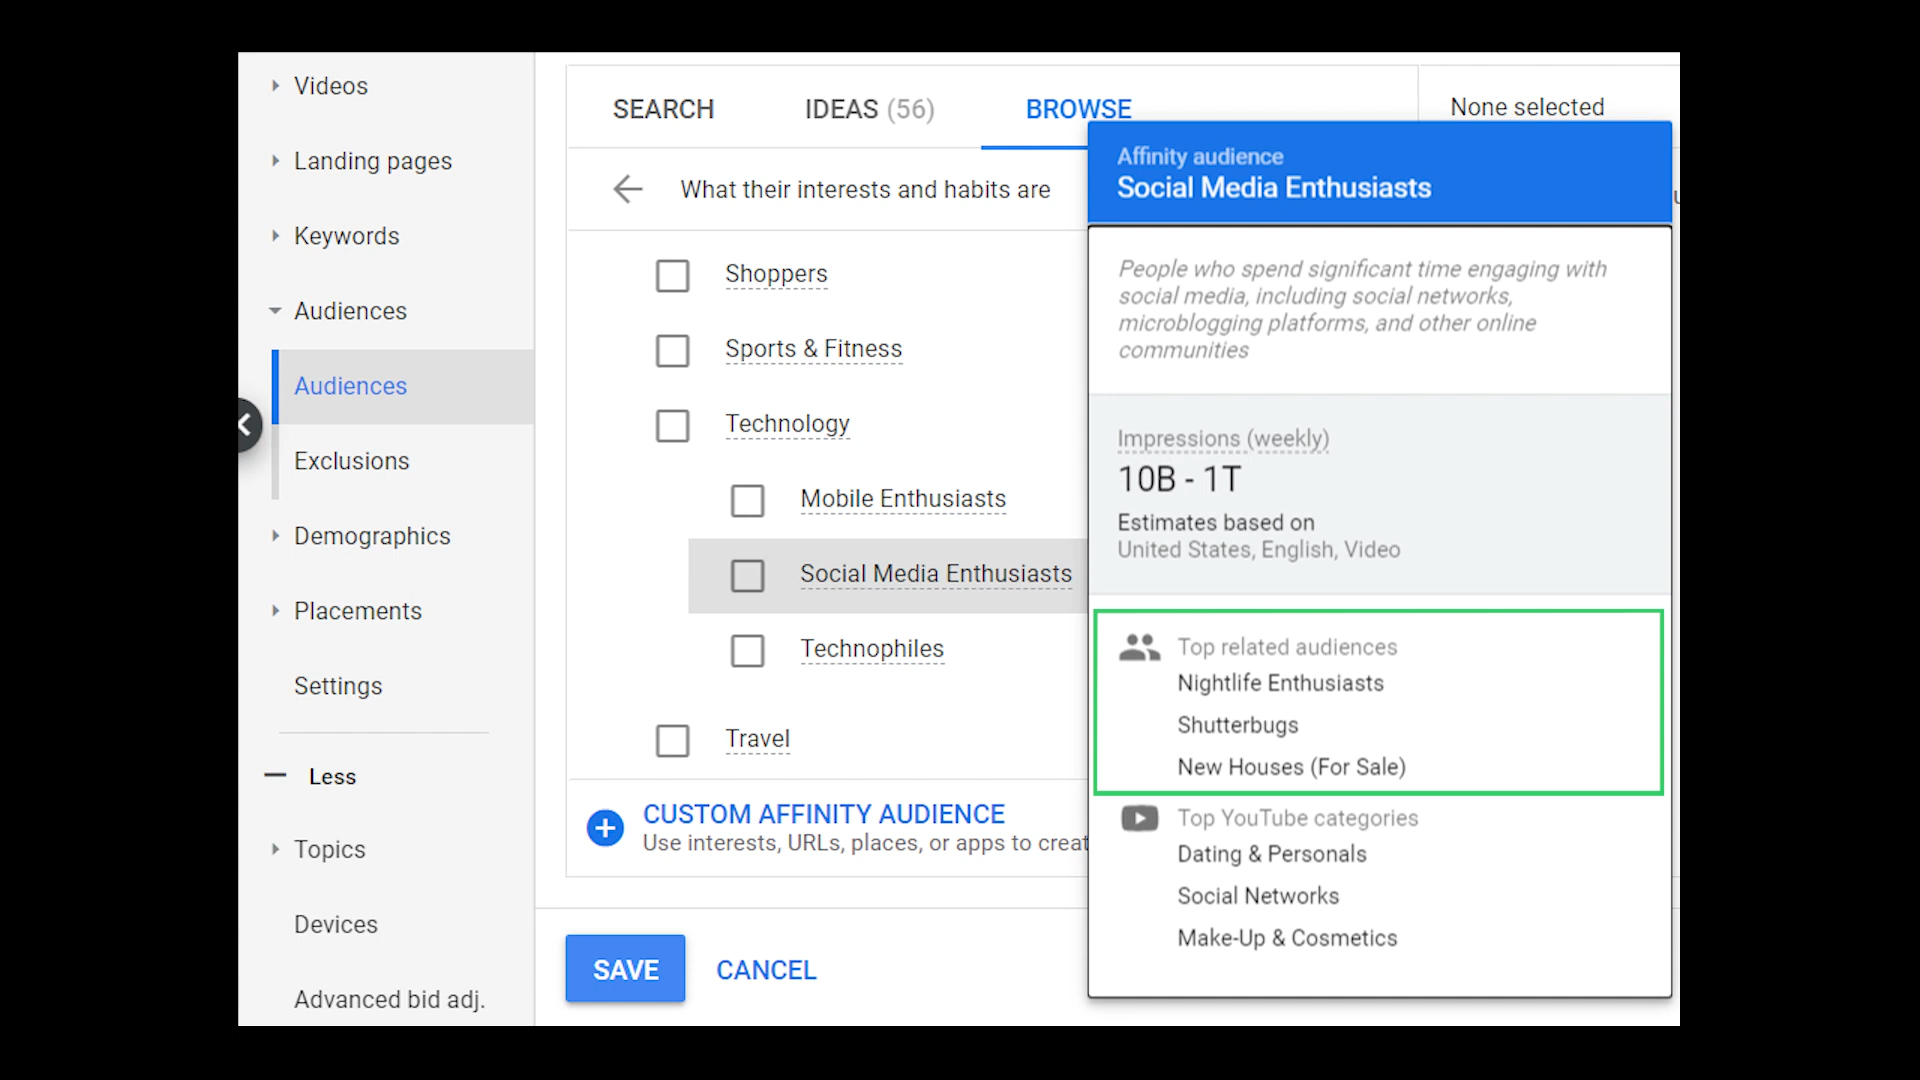 Videos
Landing pages
Keywords
Audiences
Audiences
Exclusions
Demographics
Placements
Settings
Less
Topics
Devices
Advanced bid adj.
SEARCH
IDEAS (56)
BROWSE
None selected
What their interests and habits are
Shoppers
Sports & Fitness
Technology
Mobile Enthusiasts
Social Media Enthusiasts
Technophiles
Travel
CUSTOM AFFINITY AUDIENCE
Use interests, URLs, places, or apps to creat
SAVE
CANCEL
Affinity audience
Social Media Enthusiasts
People who spend significant time engaging with
social media, including social networks,
microblogging platforms, and other online
communities
Impressions (weekly)
10B - 1T
Estimates based on
United States, English, Video
Top related audiences
Nightlife Enthusiasts
Shutterbugs
New Houses (For Sale)
Top YouTube categories
Dating & Personals
Social Networks
Make-Up & Cosmetics